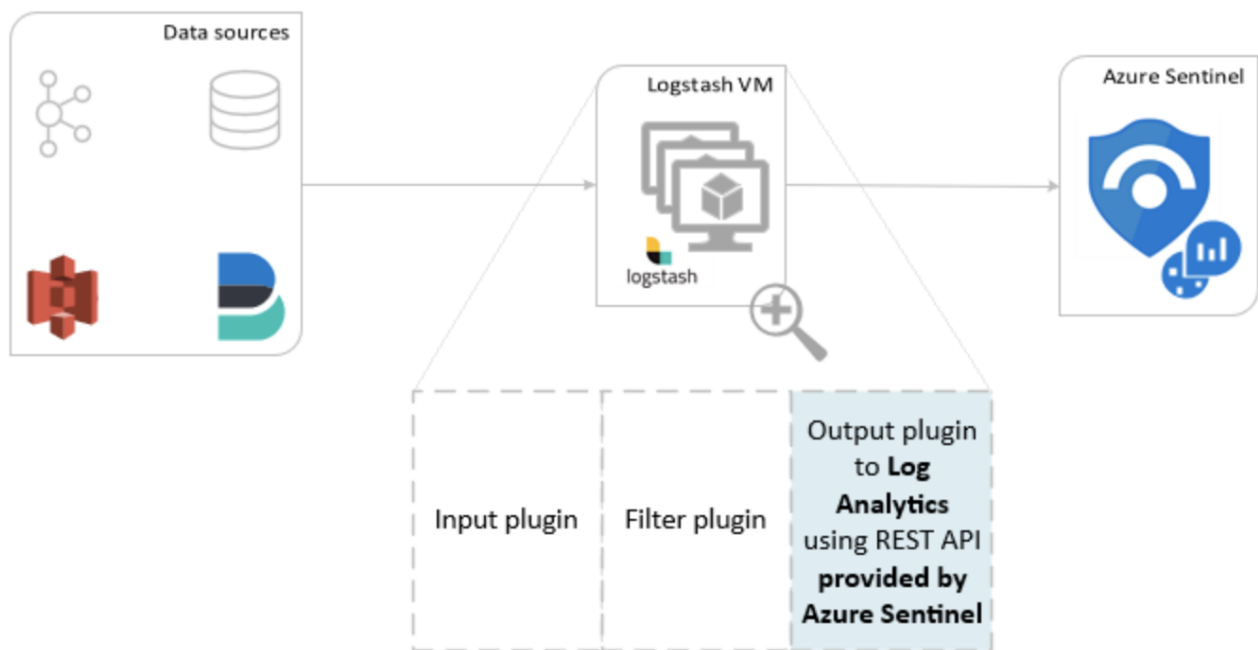 Data sources
Logstash VM
Azure Sentinel
logstash
Input plugin
Filter plugin
Output plugin
to Log
Analytics
using REST API
provided by
Azure Sentinel